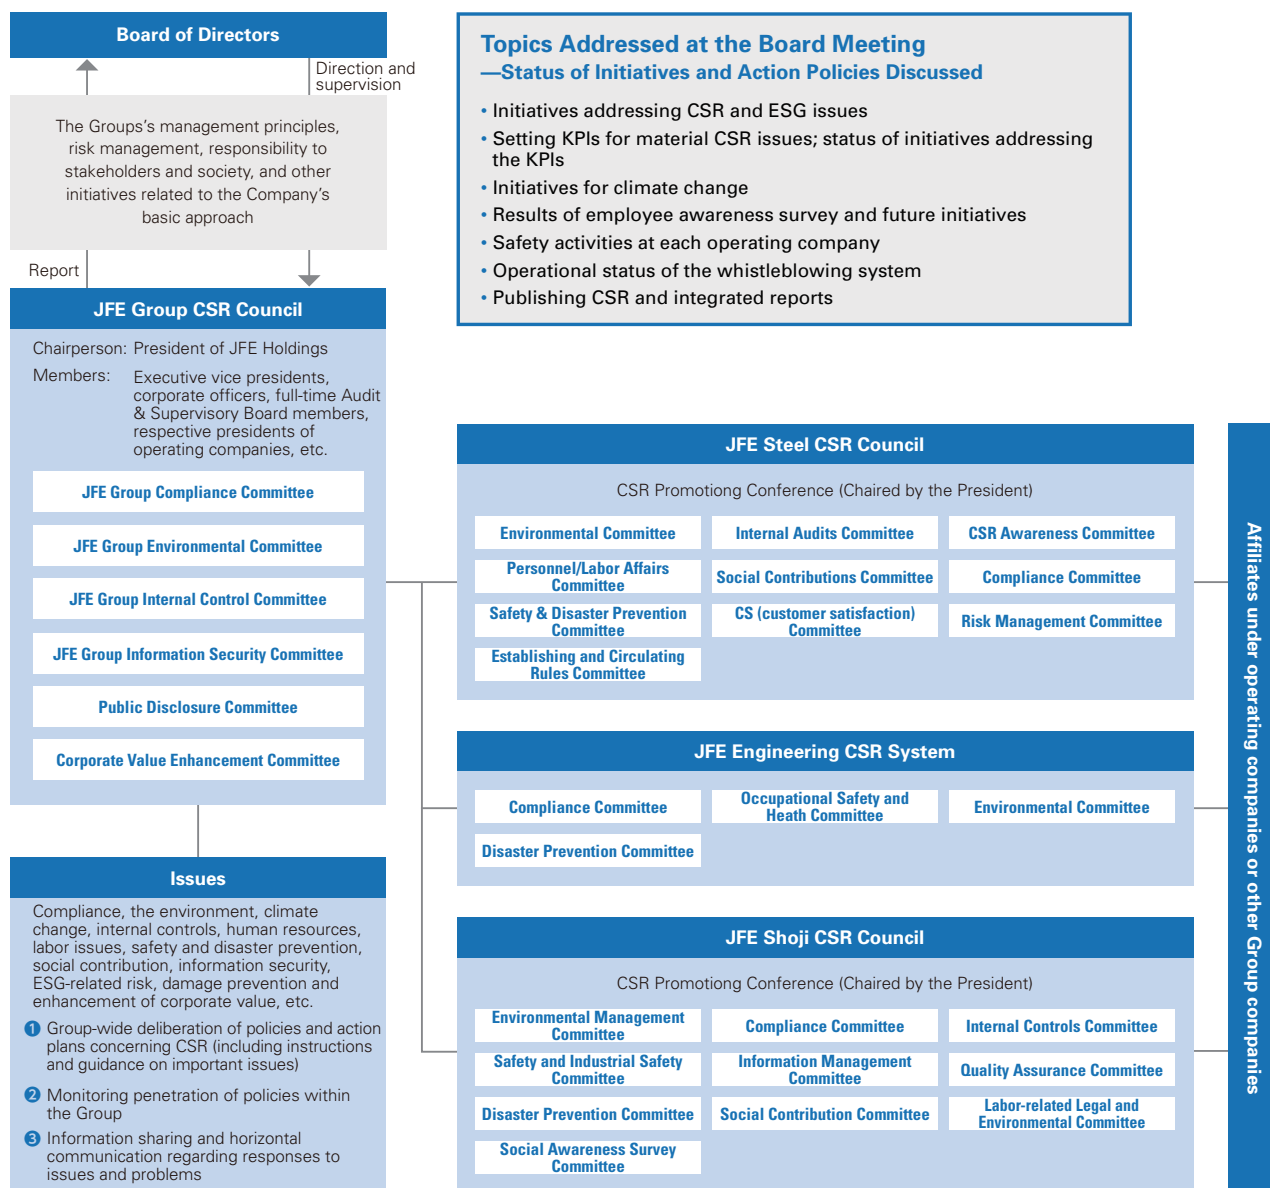 Board of Directors
Direction and
supervision
The Groups's management principles,
risk management, responsibility to
stakeholders and society, and other
initiatives related to the Company's
basic approach
Report
Topics Addressed at the Board Meeting
—Status of Initiatives and Action Policies Discussed
• Initiatives addressing CSR and ESG issues
• Setting KPIs for material CSR issues; status of initiatives addressing
the KPIs
• Initiatives for climate change
• Results of employee awareness survey and future initiatives
• Safety activities at each operating company
• Operational status of the whistleblowing system
• Publishing CSR and integrated reports
JFE Group CSR Council
Chairperson: President of JFE Holdings
Members: Executive vice presidents,
corporate officers, full-time Audit
& Supervisory Board members,
respective presidents of
operating companies, etc.
JFE Group Compliance Committee
JFE Group Environmental Committee
JFE Group Internal Control Committee
JFE Group Information Security Committee
Public Disclosure Committee
Corporate Value Enhancement Committee
Issues
Compliance, the environment, climate
change, internal controls, human resources,
labor issues, safety and disaster prevention,
social contribution, information security,
ESG-related risk, damage prevention and
enhancement of corporate value, etc.
❶ Group-wide deliberation of policies and action
plans concerning CSR (including instructions
and guidance on important issues)
❷ Monitoring penetration of policies within
the Group
❸ Information sharing and horizontal
communication regarding responses to
issues and problems
JFE Steel CSR Council
CSR Promotiong Conference (Chaired by the President)
Environmental Committee
Internal Audits Committee
CSR Awareness Committee
Personnel/Labor Affairs
Committee
Social Contributions Committee
Compliance Committee
Safety & Disaster Prevention
Committee
CS (customer satisfaction)
Committee
Risk Management Committee
Establishing and Circulating
Rules Committee
JFE Engineering CSR System
Compliance Committee
Occupational Safety and
Heath Committee
Environmental Committee
Disaster Prevention Committee
JFE Shoji CSR Council
CSR Promotiong Conference (Chaired by the President)
Environmental Management
Committee
Compliance Committee
Internal Controls Committee
Safety and Industrial Safety
Committee
Information Management
Committee
Quality Assurance Committee
Disaster Prevention Committee
Social Contribution Committee
Labor-related Legal and
Environmental Committee
Social Awareness Survey
Committee
Affiliates under operating companies or other Group companies